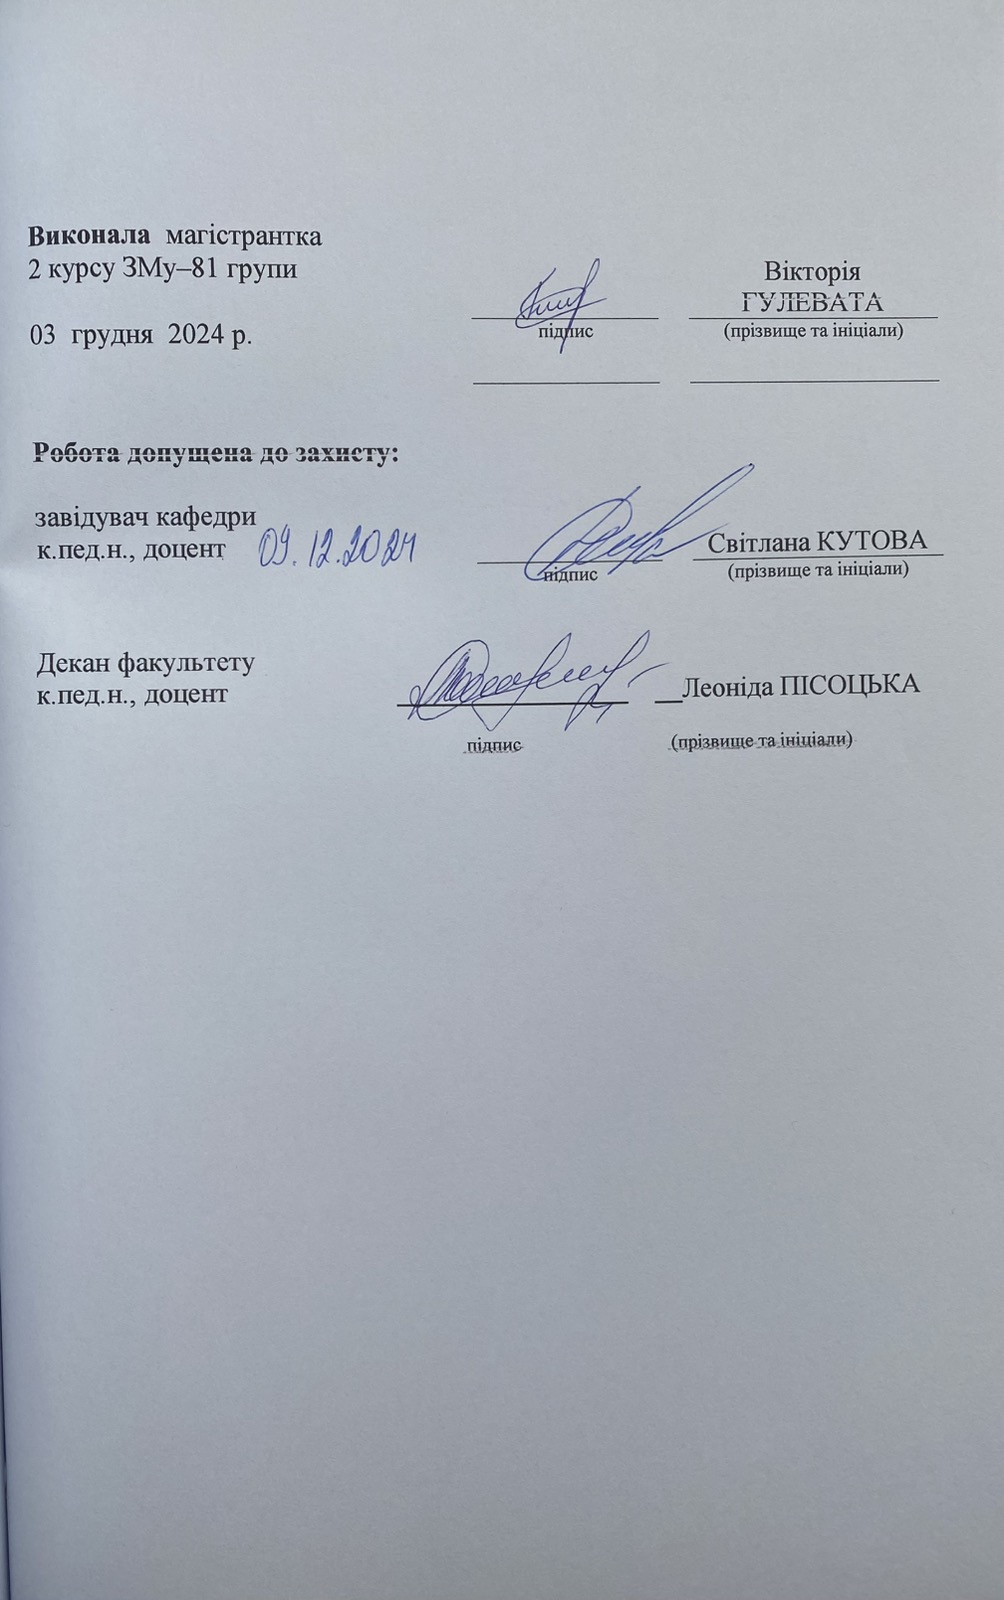 Виконала магістрантка
2 курсу ЗМу–81 групи
Вікторія
ГУЛЕВАТА
підпис
(прізвище та ініціали)
03 грудня 2024 р.
Робота допущена до захисту:
завідувач кафедри
к.пед.н., доцент 09.12.2024
Світлана КУТОВА
підпис
(прізвище та ініціали)
Декан факультету
к.пед.н., доцент
__Леоніда ПІСОЦЬКА
підпис
(прізвище та ініціали)